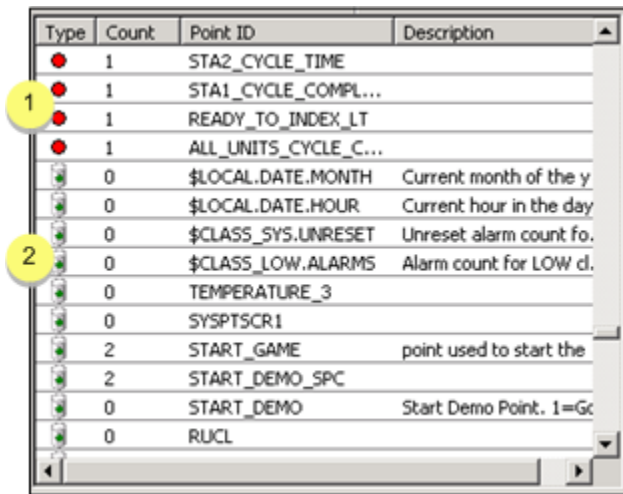 Type Count Point ID Description
1 STA2_CYCLE_TIME
1 STA1_CYCLE_COMPL...
1
1 READY_TO_INDEX_LT
1 ALL_UNITS_CYCLE_C...
0 $LOCAL.DATE.MONTH Current month of the y
0 $LOCAL.DATE.HOUR Current hour in the day
0 $CLASS_SYS.UNRESET Unreset alarm count fo.
2
0 $CLASS_LOW.ALARMS Alarm count for LOW cl.
0 TEMPERATURE_3
0 SYSPTSCR1
2 START_GAME point used to start the
2 START_DEMO_SPC
0 START_DEMO Start Demo Point. 1=Go
0 RUCL